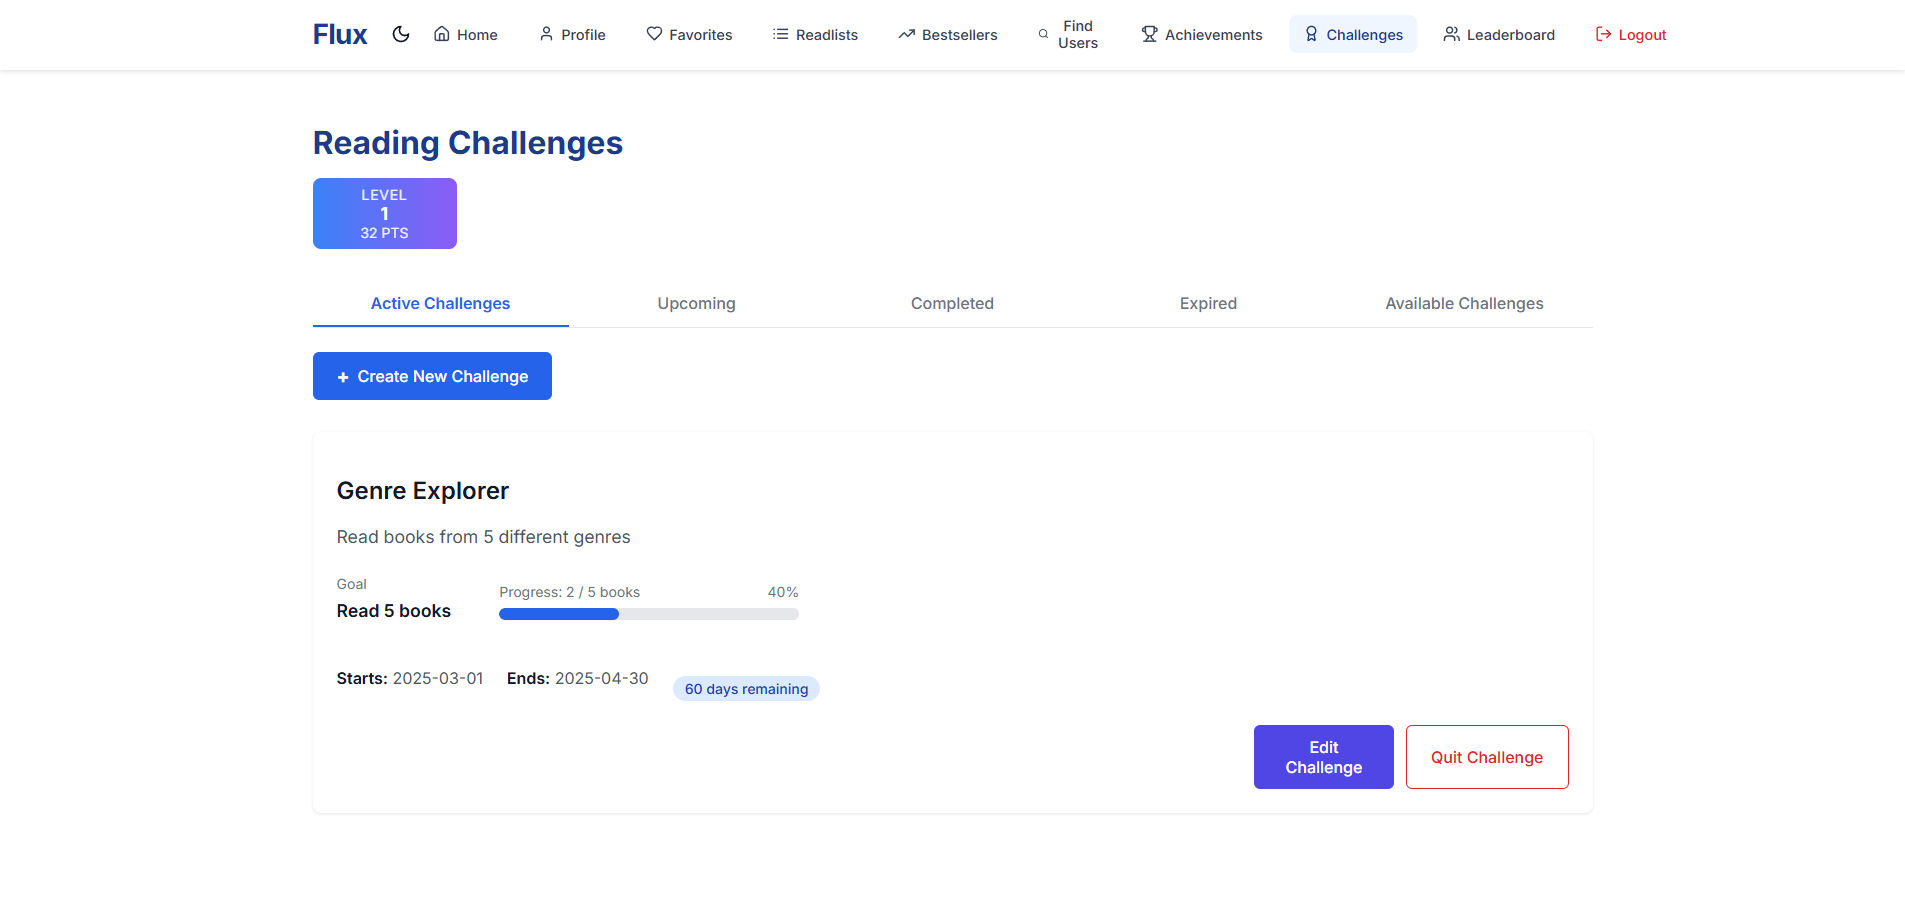 Flux
Home
Profile
Favorites
Readlists
Bestsellers
Find
Users
Achievements
Challenges
Leaderboard
Logout
Reading Challenges
LEVEL
1
32 PTS
Active Challenges
Upcoming
Completed
Expired
Available Challenges
+ Create New Challenge
Genre Explorer
Read books from 5 different genres
Goal
Read 5 books
Progress: 2 / 5 books
40%
Starts: 2025-03-01
Ends: 2025-04-30
60 days remaining
Edit
Challenge
Quit Challenge